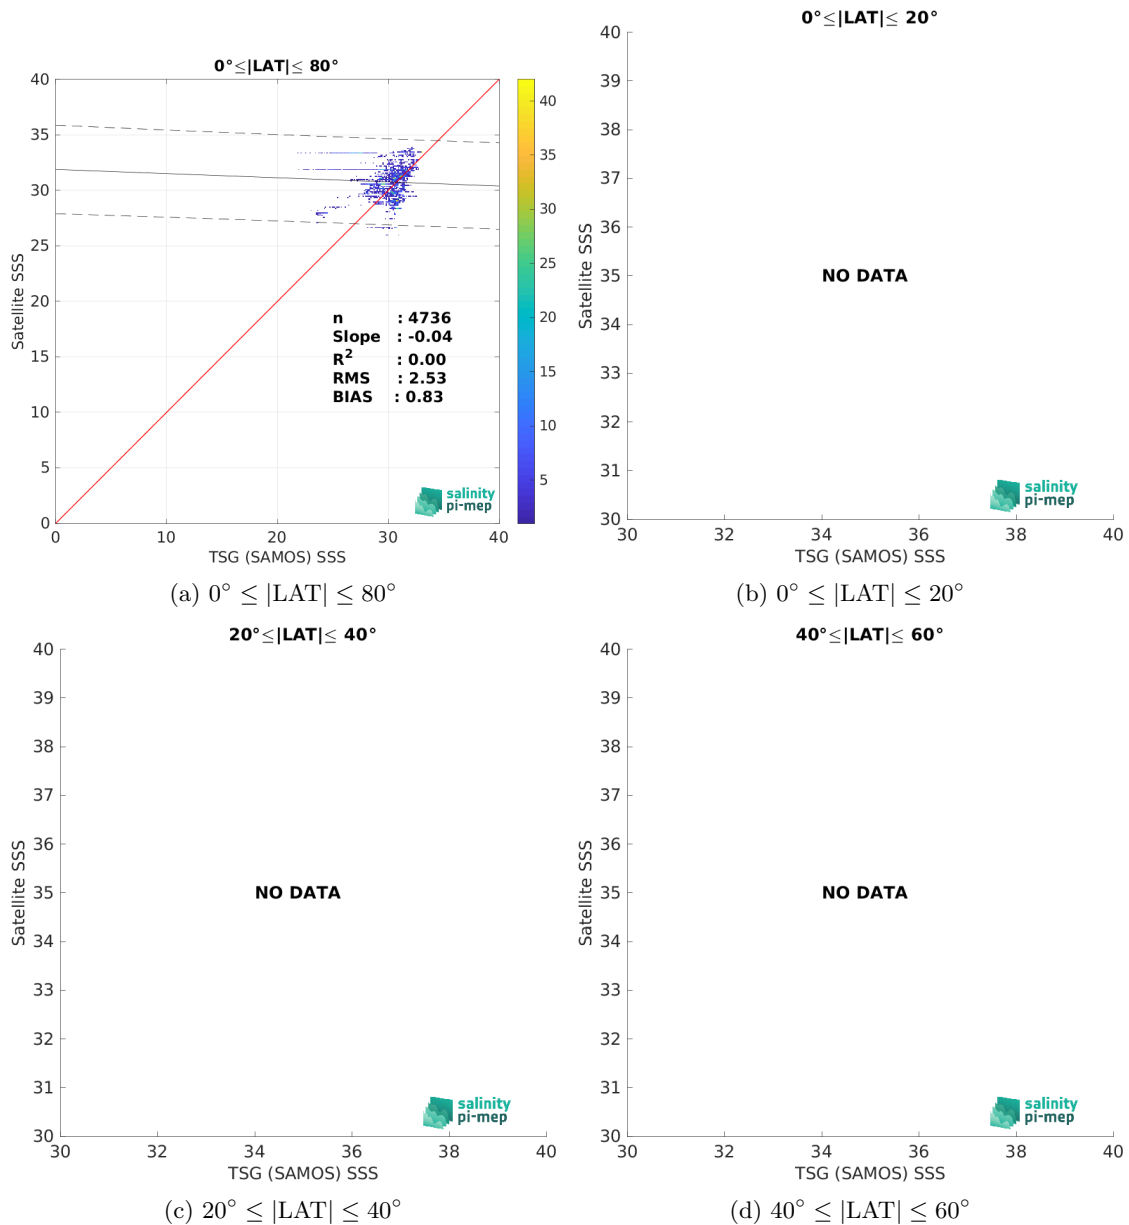 0°≤|LAT|≤ 80°
40
35
30
25
20
15
10
5
0
Satellite SSS
n : 4736
Slope : -0.04
R² : 0.00
RMS : 2.53
BIAS : 0.83
salinity
pi-mep
0 10 20 30 40
TSG (SAMOS) SSS
40
35
30
25
20
15
10
5
(a) 0° ≤ |LAT| ≤ 80°
0°≤|LAT|≤ 20°
40
39
38
37
36
35
34
33
32
31
30
Satellite SSS
NO DATA
salinity
pi-mep
30 32 34 36 38 40
TSG (SAMOS) SSS
(b) 0° ≤ |LAT| ≤ 20°
20°≤|LAT|≤ 40°
40
39
38
37
36
35
34
33
32
31
30
Satellite SSS
NO DATA
salinity
pi-mep
30 32 34 36 38 40
TSG (SAMOS) SSS
(c) 20° ≤ |LAT| ≤ 40°
40°≤|LAT|≤ 60°
40
39
38
37
36
35
34
33
32
31
30
Satellite SSS
NO DATA
salinity
pi-mep
30 32 34 36 38 40
TSG (SAMOS) SSS
(d) 40° ≤ |LAT| ≤ 60°